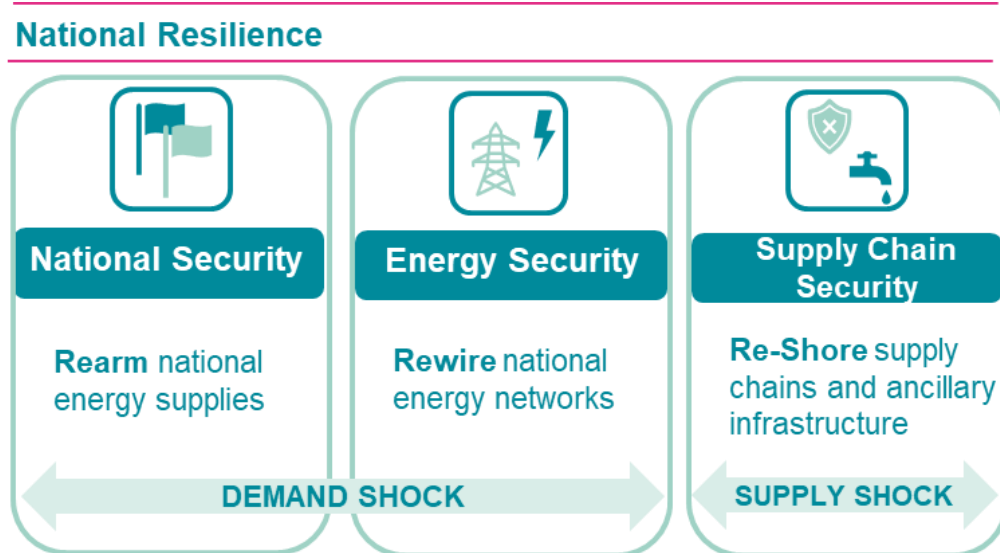 National Resilience
National Security
Rearm national
energy supplies
Energy Security
Rewire national
energy networks
Supply Chain
Security
Re-Shore supply
chains and ancillary
infrastructure
DEMAND SHOCK
SUPPLY SHOCK